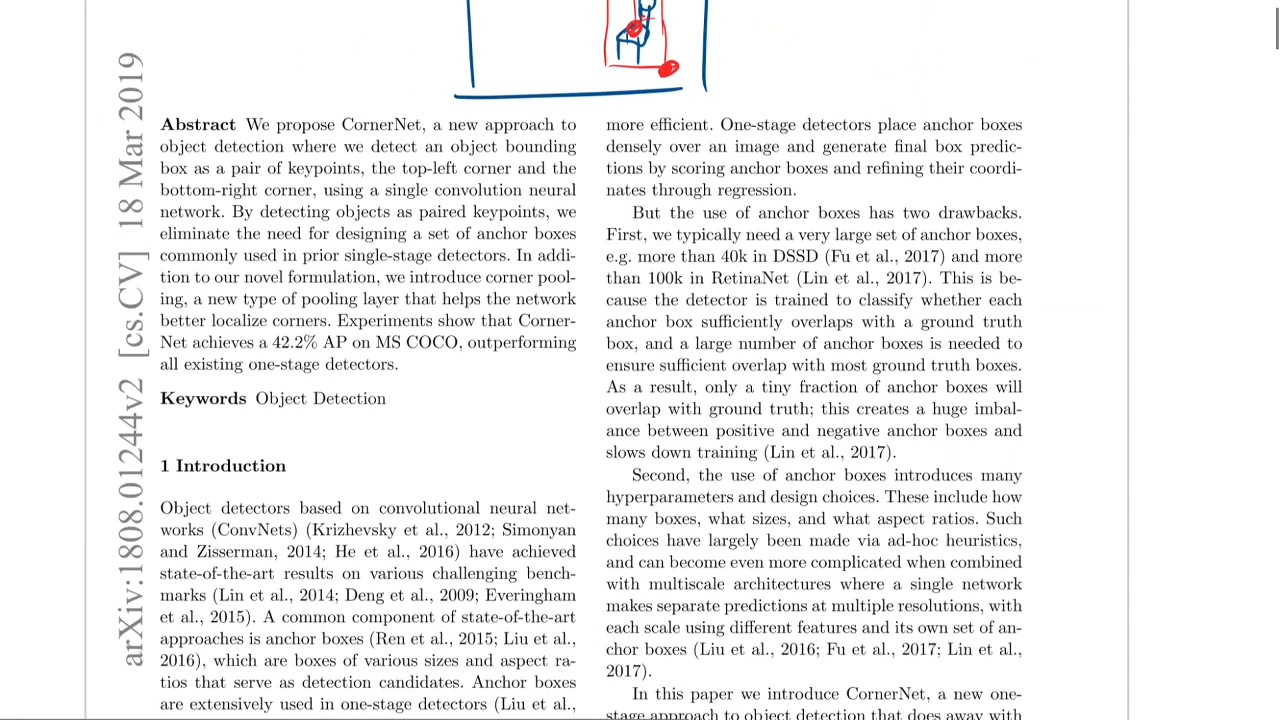 arXiv:1808.01244v2 [cs.CV] 18 Mar 2019
Abstract We propose CornerNet, a new approach to
object detection where we detect an object bounding
box as a pair of keypoints, the top-left corner and the
bottom-right corner, using a single convolution neural
network. By detecting objects as paired keypoints, we
eliminate the need for designing a set of anchor boxes
commonly used in prior single-stage detectors. In addi-
tion to our novel formulation, we introduce corner pool-
ing, a new type of pooling layer that helps the network
better localize corners. Experiments show that Corner-
Net achieves a 42.2% AP on MS COCO, outperforming
all existing one-stage detectors.
Keywords Object Detection
1 Introduction
Object detectors based on convolutional neural net-
works (ConvNets) (Krizhevsky et al., 2012; Simonyan
and Zisserman, 2014; He et al., 2016) have achieved
state-of-the-art results on various challenging bench-
marks (Lin et al., 2014; Deng et al., 2009; Everingham
et al., 2015). A common component of state-of-the-art
approaches is anchor boxes (Ren et al., 2015; Liu et al.,
2016), which are boxes of various sizes and aspect ra-
tios that serve as detection candidates. Anchor boxes
are extensively used in one-stage detectors (Liu et al.,
more efficient. One-stage detectors place anchor boxes
densely over an image and generate final box predic-
tions by scoring anchor boxes and refining their coordi-
nates through regression.
But the use of anchor boxes has two drawbacks.
First, we typically need a very large set of anchor boxes,
e.g. more than 40k in DSSD (Fu et al., 2017) and more
than 100k in RetinaNet (Lin et al., 2017). This is be-
cause the detector is trained to classify whether each
anchor box sufficiently overlaps with a ground truth
box, and a large number of anchor boxes is needed to
ensure sufficient overlap with most ground truth boxes.
As a result, only a tiny fraction of anchor boxes will
overlap with ground truth; this creates a huge imbal-
ance between positive and negative anchor boxes and
slows down training (Lin et al., 2017).
Second, the use of anchor boxes introduces many
hyperparameters and design choices. These include how
many boxes, what sizes, and what aspect ratios. Such
choices have largely been made via ad-hoc heuristics,
and can become even more complicated when combined
with multiscale architectures where a single network
makes separate predictions at multiple resolutions, with
each scale using different features and its own set of an-
chor boxes (Liu et al., 2016; Fu et al., 2017; Lin et al.,
2017).
In this paper we introduce CornerNet, a new one-
stage approach to object detection that does away with